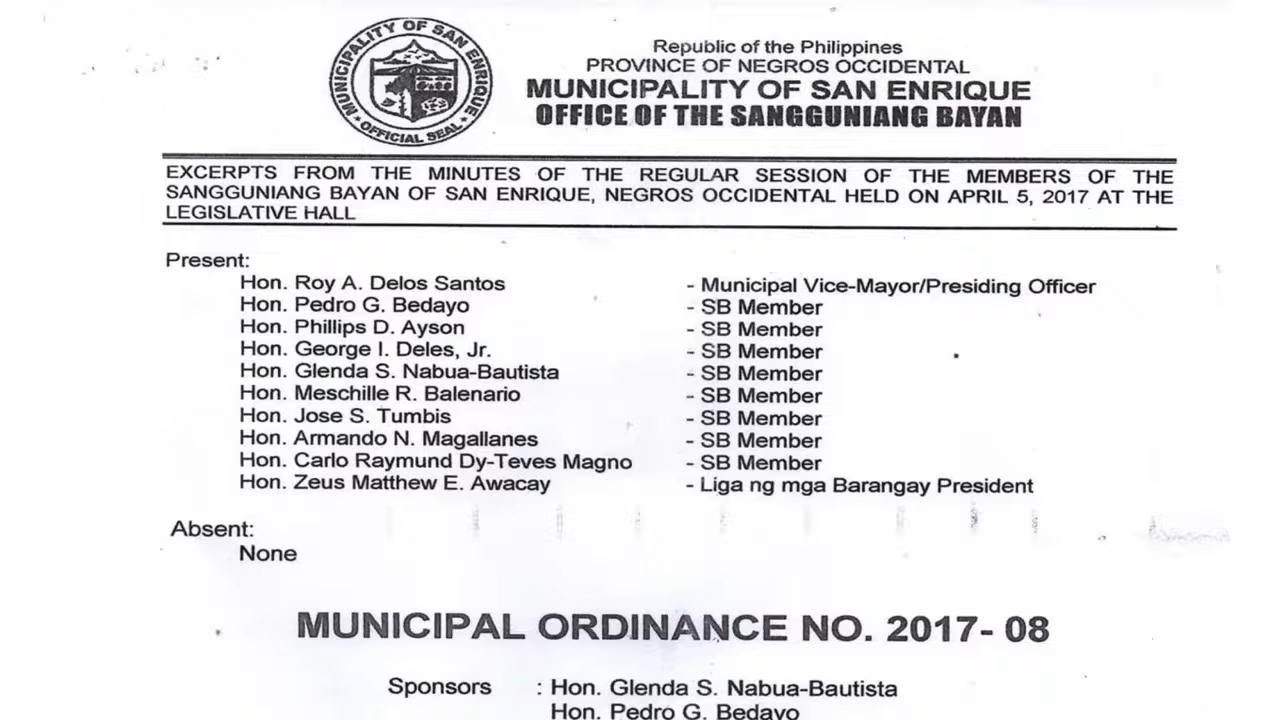 MUNICIPALITY OF SAN ENRIQUE
OFFICIAL SEAL
Republic of the Philippines
PROVINCE OF NEGROS OCCIDENTAL
MUNICIPALITY OF SAN ENRIQUE
OFFICE OF THE SANGGUNIANG BAYAN
EXCERPTS FROM THE MINUTES OF THE REGULAR SESSION OF THE MEMBERS OF THE
SANGGUNIANG BAYAN OF SAN ENRIQUE, NEGROS OCCIDENTAL HELD ON APRIL 5, 2017 AT THE
LEGISLATIVE HALL
Present:
Hon. Roy A. Delos Santos - Municipal Vice-Mayor/Presiding Officer
Hon. Pedro G. Bedayo - SB Member
Hon. Phillips D. Ayson - SB Member
Hon. George I. Deles, Jr. - SB Member
Hon. Glenda S. Nabua-Bautista - SB Member
Hon. Meschille R. Balenario - SB Member
Hon. Jose S. Tumbis - SB Member
Hon. Armando N. Magallanes - SB Member
Hon. Carlo Raymund Dy-Teves Magno - SB Member
Hon. Zeus Matthew E. Awacay - Liga ng mga Barangay President
Absent:
None
MUNICIPAL ORDINANCE NO. 2017- 08
Sponsors : Hon. Glenda S. Nabua-Bautista
Hon. Pedro G. Bedayo